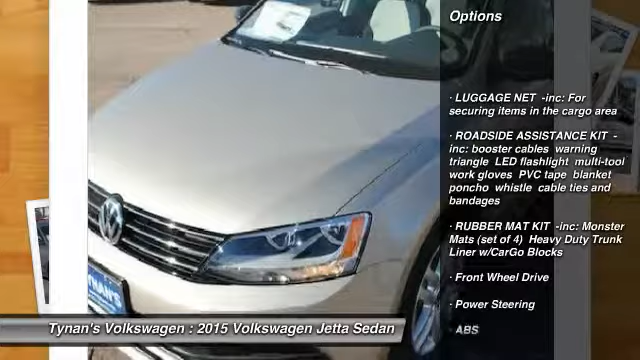 Options
· LUGGAGE NET -inc: For
securing items in the cargo area
· ROADSIDE ASSISTANCE KIT -
inc: booster cables warning
triangle LED flashlight multi-tool
work gloves PVC tape blanket
poncho whistle cable ties and
bandages
· RUBBER MAT KIT -inc: Monster
Mats (set of 4) Heavy Duty Trunk
Liner w/CarGo Blocks
· Front Wheel Drive
· Power Steering
· ABS
TYNAN'S
Tynan's Volkswagen : 2015 Volkswagen Jetta Sedan